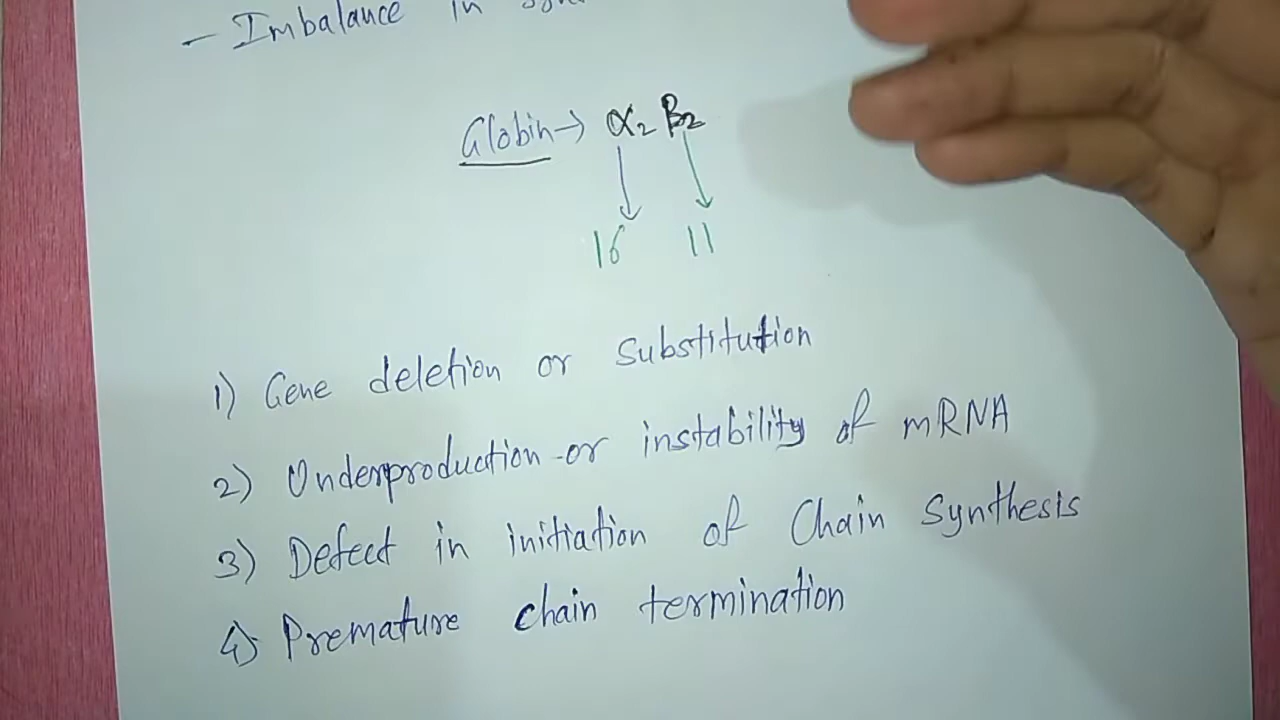 - Imbalance in
Globin → α₂ β₂
16 11
1) Gene deletion or substitution
2) Underproduction or instability of mRNA
3) Defect in initiation of Chain Synthesis
4) Premature chain termination